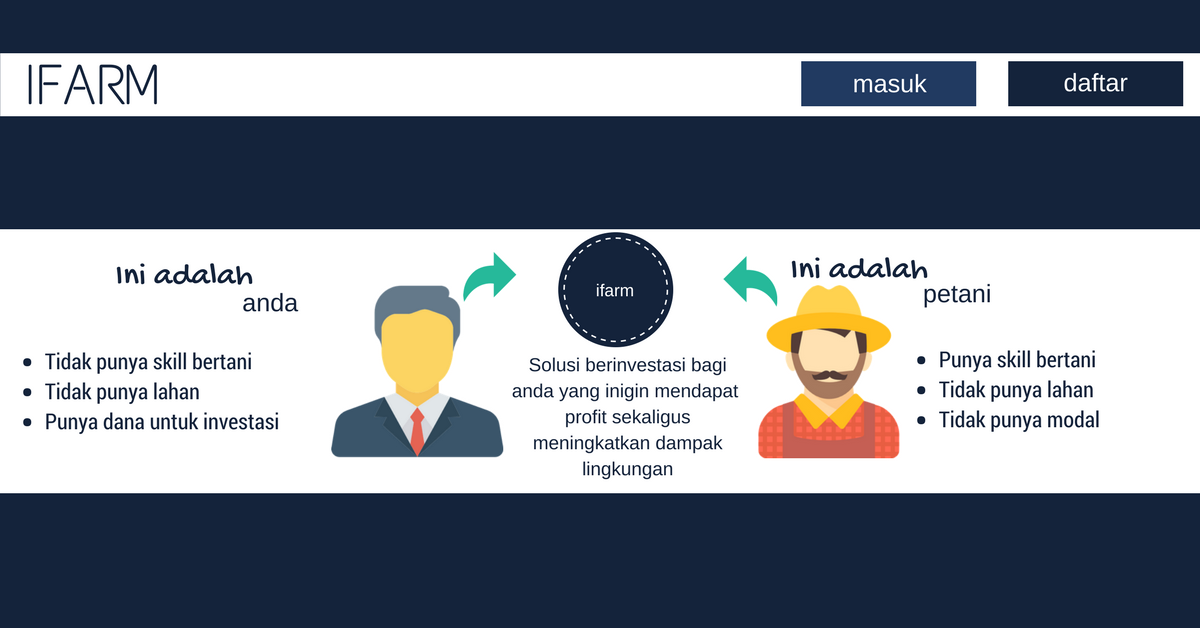 IFARM
masuk
daftar
Ini adalah
anda
Tidak punya skill bertani
Tidak punya lahan
Punya dana untuk investasi
ifarm
Solusi berinvestasi bagi
anda yang inigin mendapat
profit sekaligus
meningkatkan dampak
lingkungan
Ini adalah
petani
Punya skill bertani
Tidak punya lahan
Tidak punya modal